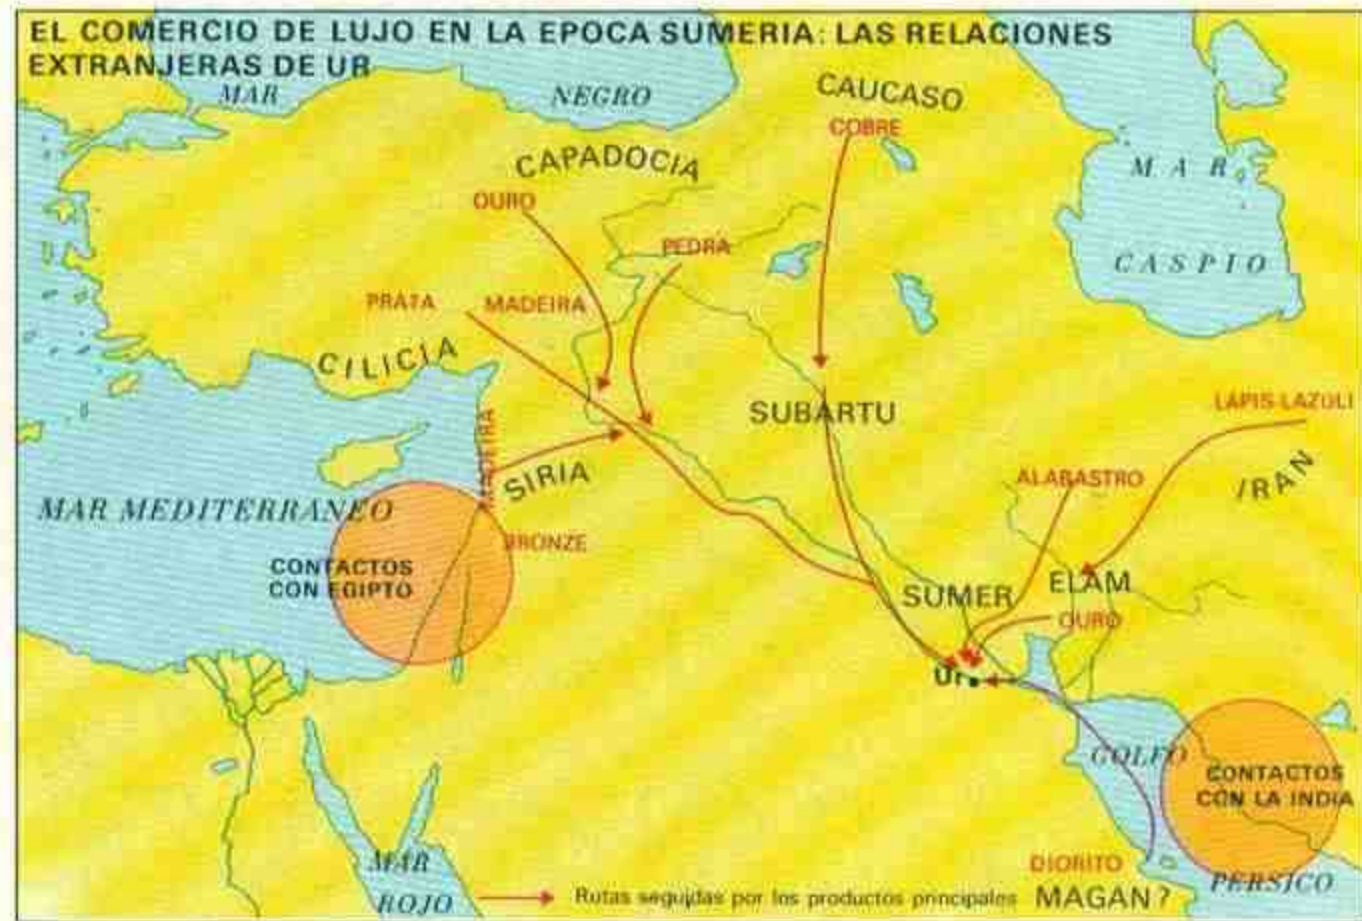 EL COMERCIO DE LUJO EN LA EPOCA SUMERIA: LAS RELACIONES
EXTRANJERAS DE UR
MAR NEGRO
CAUCASO
COBRE
CAPADOCIA
MAR
CASPIO
OURO
PEDRA
PRATA
MADEIRA
CILICIA
SUBARTU
LAPIS-LAZULI
MADEIRA
SIRIA
ALABASTRO
IRAN
MAR MEDITERRANEO
BRONZE
CONTACTOS
CON EGIPTO
SUMER
ELAM
OURO
Ur
GOLFO
CONTACTOS
CON LA INDIA
MAR
ROJO
DIORITO
PERSICO
Rutas seguidas por los productos principales
MAGAN?